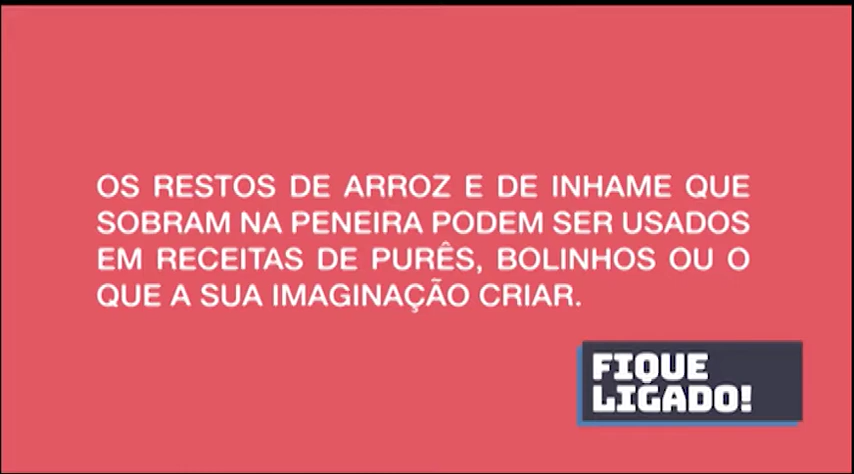 OS RESTOS DE ARROZ E DE INHAME QUE
SOBRAM NA PENEIRA PODEM SER USADOS
EM RECEITAS DE PURÊS, BOLINHOS OU O
QUE A SUA IMAGINAÇÃO CRIAR.
FIQUE
LIGADO!